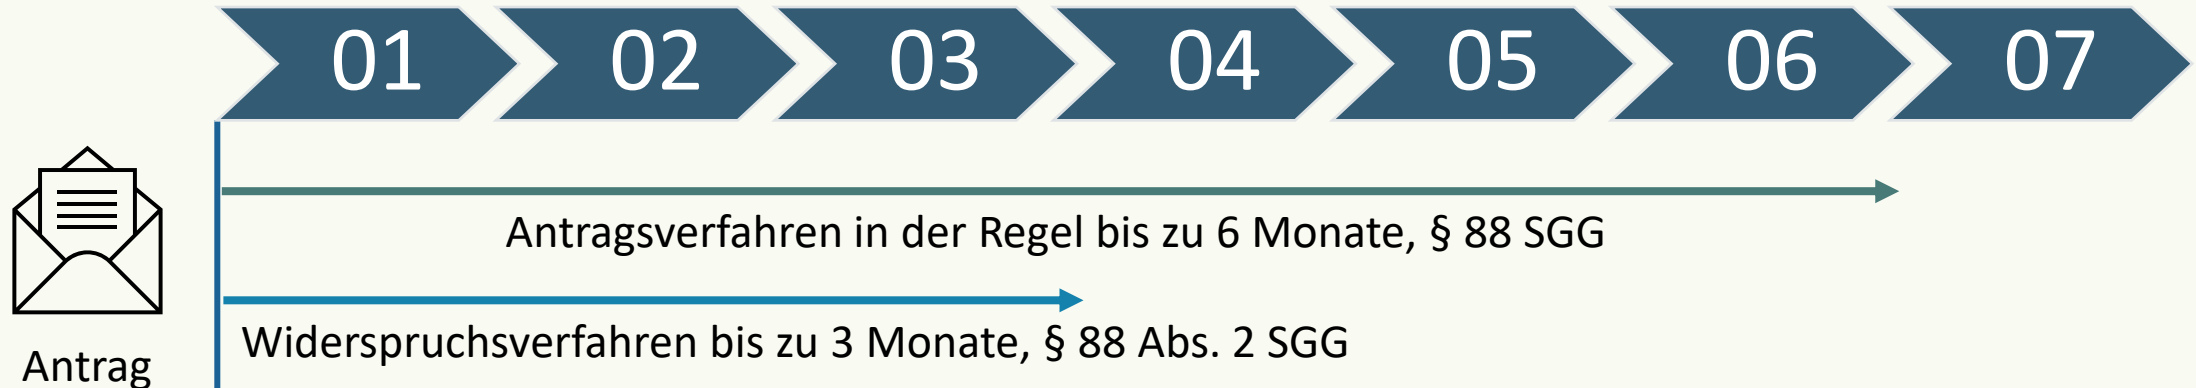 01 02 03 04 05 06 07
Antragsverfahren in der Regel bis zu 6 Monate, § 88 SGG
Widerspruchsverfahren bis zu 3 Monate, § 88 Abs. 2 SGG
Antrag